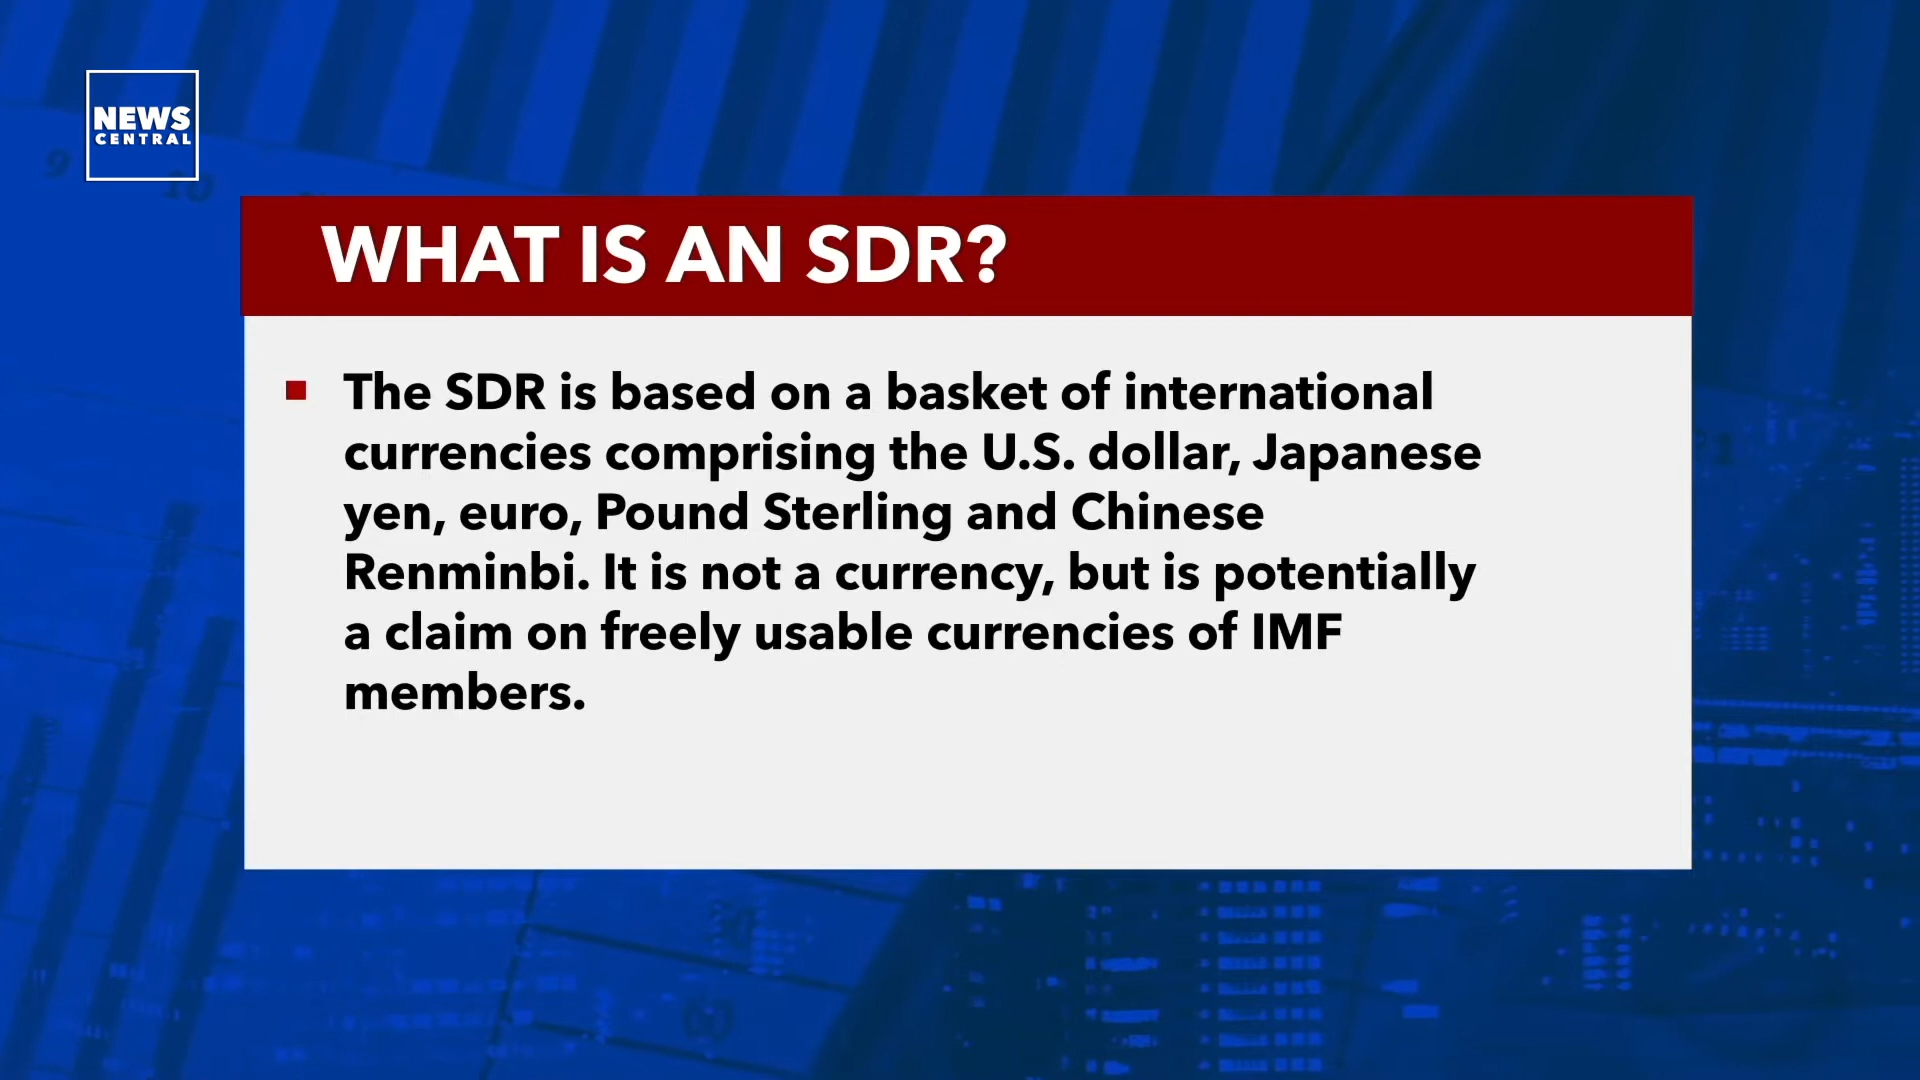 NEWS
CENTRAL
9
10
WHAT IS AN SDR?
The SDR is based on a basket of international
currencies comprising the U.S. dollar, Japanese
yen, euro, Pound Sterling and Chinese
Renminbi. It is not a currency, but is potentially
a claim on freely usable currencies of IMF
members.